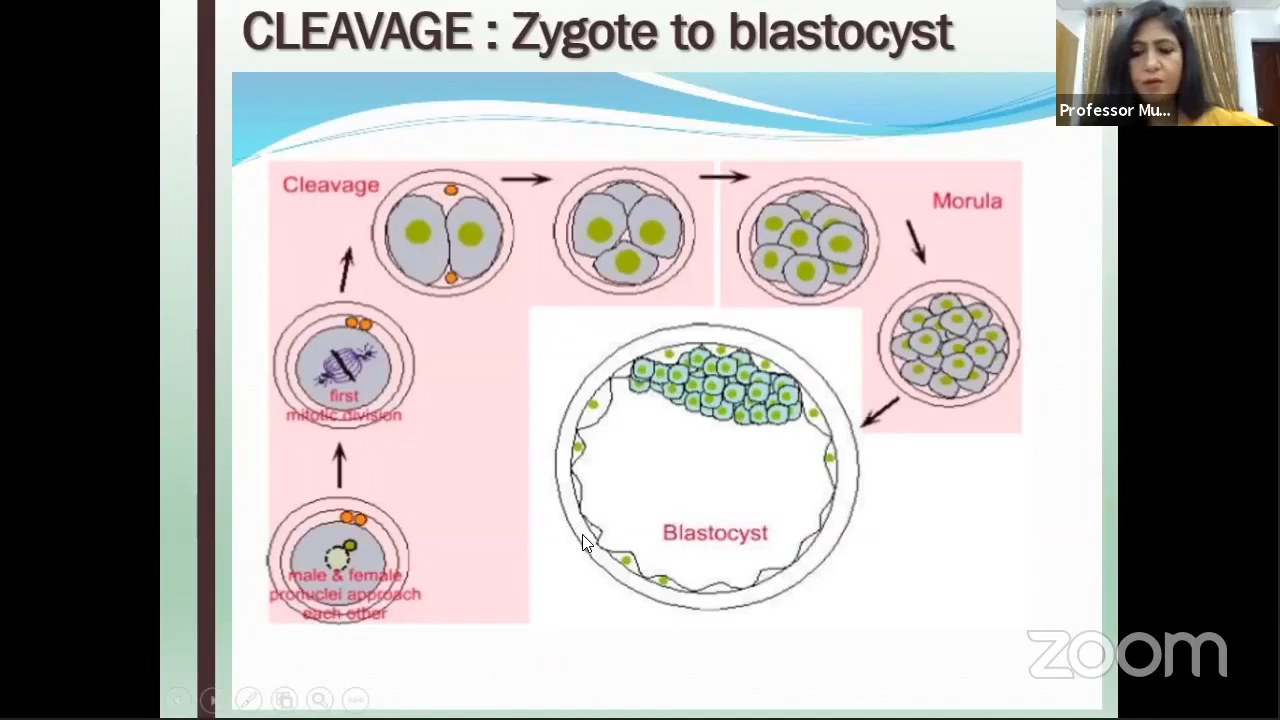 CLEAVAGE : Zygote to blastocyst
Professor Mu...
Cleavage
Morula
first
mitotic division
Blastocyst
male & female
pronuclei approach
each other
zoom